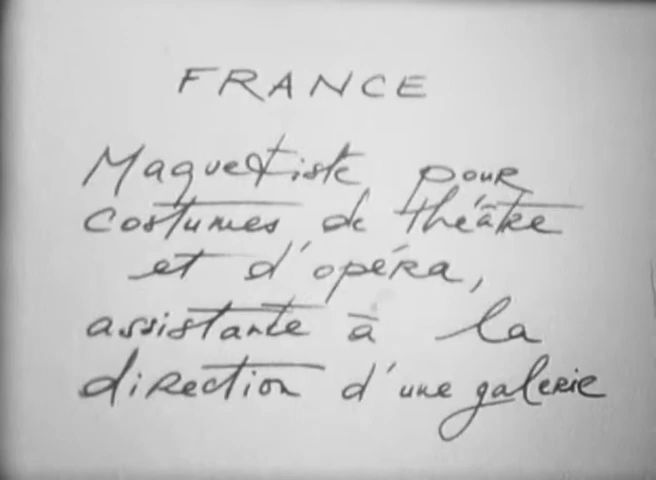 FRANCE
Maquettiste pour
costumes de théâtre
et d'opéra,
assistante à la
direction d'une galerie